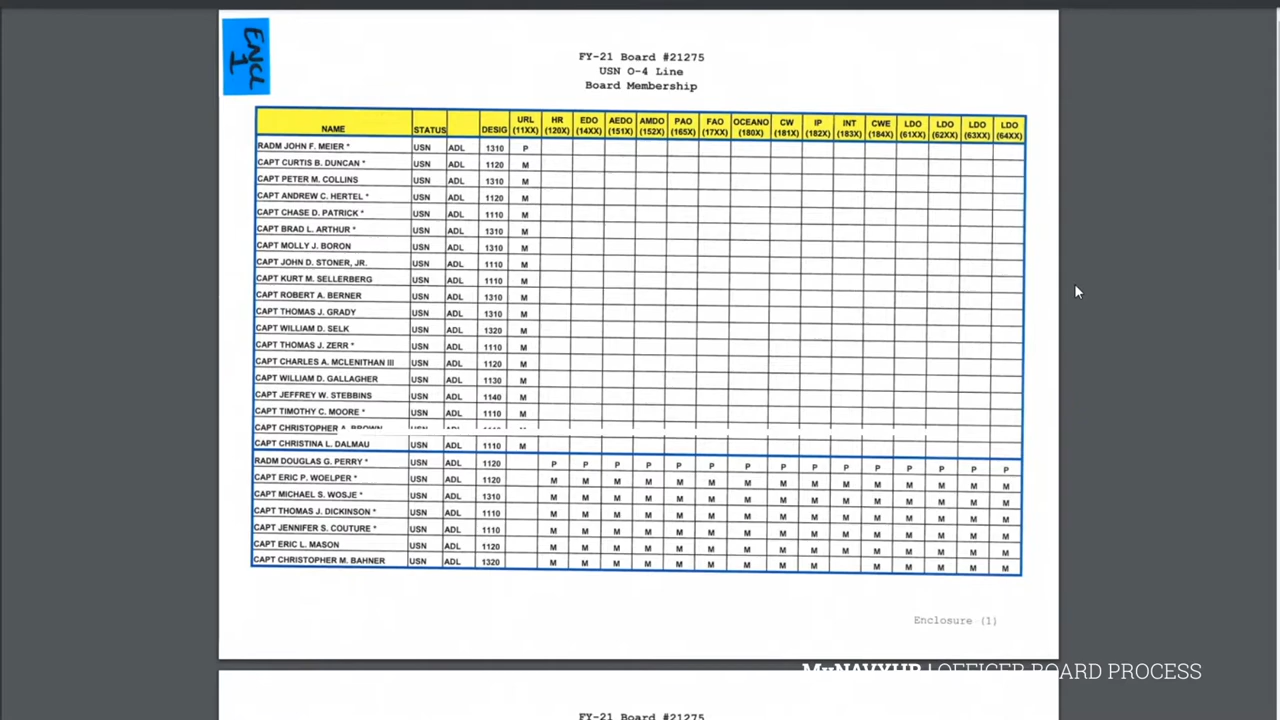 ENCL
1
FY-21 Board #21275
USN O-4 Line
Board Membership
NAME STATUS DESIG URL (11XX) HR (120X) EDO (14XX) AEDO (151X) AMDO (152X) PAO (165X) FAO (17XX) OCEANO (180X) CW (181X) IP (182X) INT (183X) CWE (184X) LDO (61XX) LDO (62XX) LDO (63XX) LDO (64XX)
RADM JOHN F. MEIER * USN ADL 1310 P
CAPT CURTIS B. DUNCAN * USN ADL 1120 M
CAPT PETER M. COLLINS USN ADL 1310 M
CAPT ANDREW C. HERTEL * USN ADL 1120 M
CAPT CHASE D. PATRICK * USN ADL 1110 M
CAPT BRAD L. ARTHUR * USN ADL 1310 M
CAPT MOLLY J. BORON USN ADL 1310 M
CAPT JOHN D. STONER, JR. USN ADL 1110 M
CAPT KURT M. SELLERBERG USN ADL 1110 M
CAPT ROBERT A. BERNER USN ADL 1310 M
CAPT THOMAS J. GRADY USN ADL 1310 M
CAPT WILLIAM D. SELK USN ADL 1320 M
CAPT THOMAS J. ZERR * USN ADL 1110 M
CAPT CHARLES A. MCLENITHAN III USN ADL 1120 M
CAPT WILLIAM D. GALLAGHER USN ADL 1130 M
CAPT JEFFREY W. STEBBINS USN ADL 1140 M
CAPT TIMOTHY C. MOORE * USN ADL 1110 M
CAPT CHRISTOPHER A. BROWN USN ADL
CAPT CHRISTINA L. DALMAU USN ADL 1110 M
RADM DOUGLAS G. PERRY * USN ADL 1120 P P P P P P P P P P P P P P P
CAPT ERIC P. WOELPER * USN ADL 1120 M M M M M M M M M M M M M M M
CAPT MICHAEL S. WOSJE * USN ADL 1310 M M M M M M M M M M M M M M M
CAPT THOMAS J. DICKINSON * USN ADL 1110 M M M M M M M M M M M M M M M
CAPT JENNIFER S. COUTURE * USN ADL 1110 M M M M M M M M M M M M M M M
CAPT ERIC L. MASON USN ADL 1120 M M M M M M M M M M M M M M M
CAPT CHRISTOPHER M. BAHNER USN ADL 1320 M M M M M M M M M M M M M M
Enclosure (1)
MyNAVYHR | OFFICER BOARD PROCESS
FY-21 Board #21275